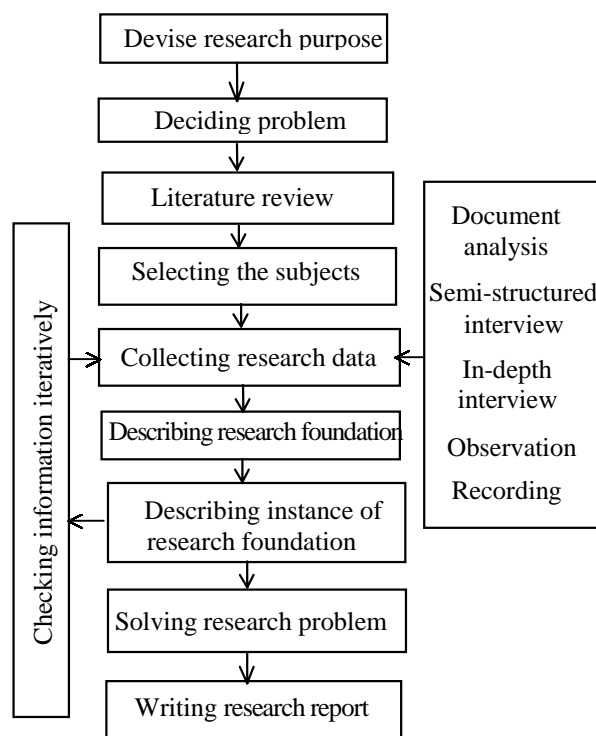 Devise research purpose
Deciding problem
Literature review
Selecting the subjects
Collecting research data
Describing research foundation
Describing instance of
research foundation
Solving research problem
Writing research report
Checking information iteratively
Document
analysis
Semi-structured
interview
In-depth
interview
Observation
Recording